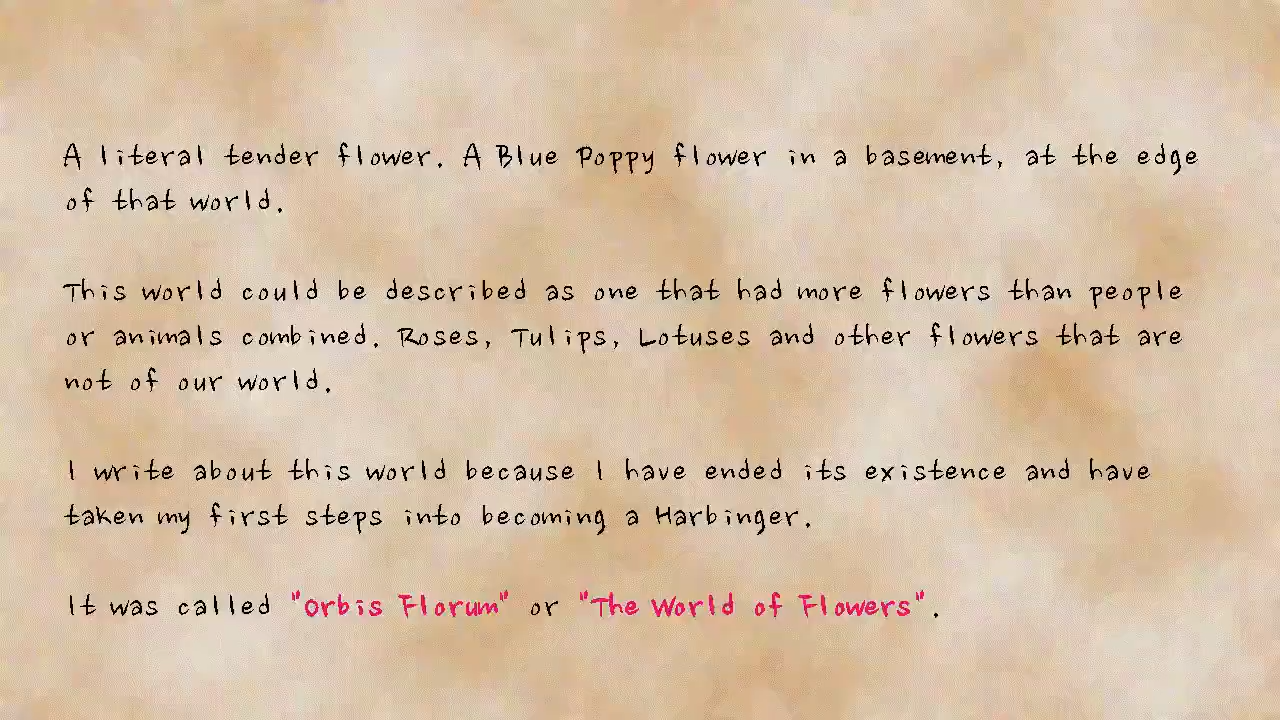 A literal tender flower. A Blue Poppy flower in a basement, at the edge
of that world.
This world could be described as one that had more flowers than people
or animals combined. Roses, Tulips, Lotuses and other flowers that are
not of our world.
I write about this world because I have ended its existence and have
taken my first steps into becoming a Harbinger.
It was called "Orbis Florum" or "The World of Flowers".